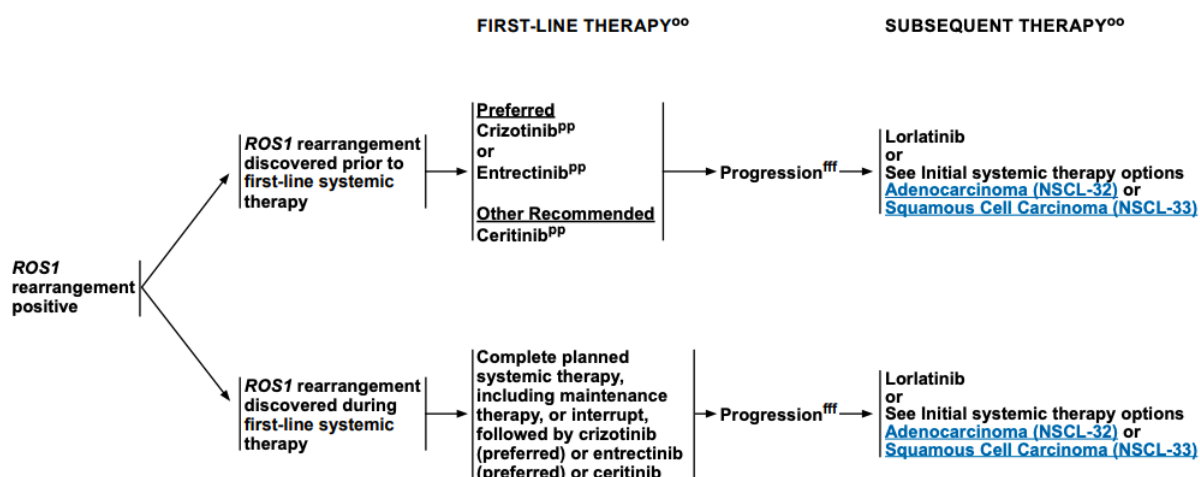 FIRST-LINE THERAPYoo
SUBSEQUENT THERAPYoo
ROS1
rearrangement
positive
ROS1 rearrangement
discovered prior to
first-line systemic
therapy
Preferred
Crizotinibpp
or
Entrectinibpp
Other Recommended
Ceritinibpp
Progressionfff
Lorlatinib
or
See Initial systemic therapy options
Adenocarcinoma (NSCL-32) or
Squamous Cell Carcinoma (NSCL-33)
ROS1 rearrangement
discovered during
first-line systemic
therapy
Complete planned
systemic therapy,
including maintenance
therapy, or interrupt,
followed by crizotinib
(preferred) or entrectinib
(preferred) or ceritinib
Progressionfff
Lorlatinib
or
See Initial systemic therapy options
Adenocarcinoma (NSCL-32) or
Squamous Cell Carcinoma (NSCL-33)